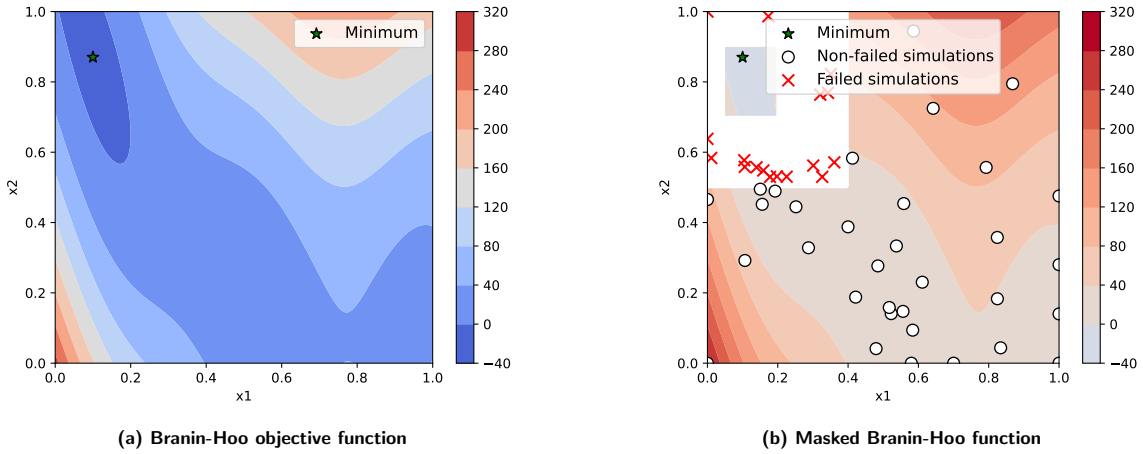 1.0
0.8
0.6
0.4
0.2
0.0
x2
0.0 0.2 0.4 0.6 0.8 1.0
x1
Minimum
320
280
240
200
160
120
80
40
0
−40
(a) Branin-Hoo objective function
1.0
0.8
0.6
0.4
0.2
0.0
x2
0.0 0.2 0.4 0.6 0.8 1.0
x1
Minimum
Non-failed simulations
Failed simulations
320
280
240
200
160
120
80
40
0
−40
(b) Masked Branin-Hoo function